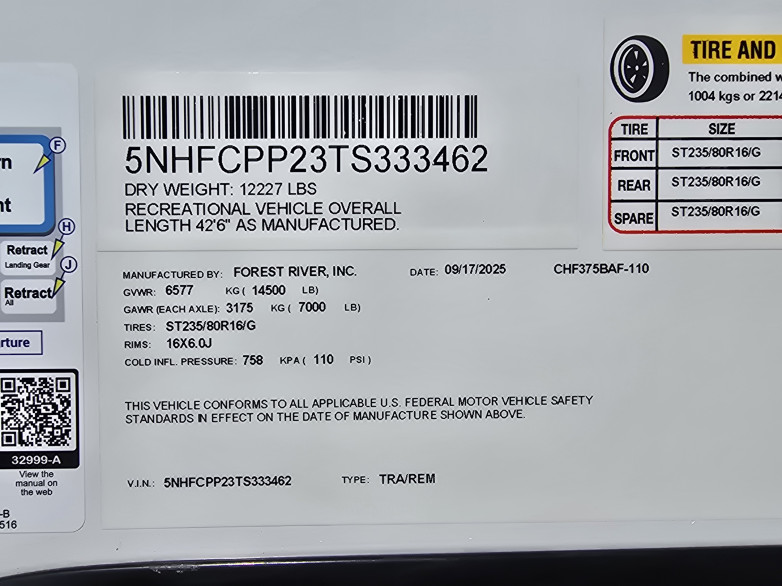 5NHFCPP23TS333462
DRY WEIGHT: 12227 LBS
RECREATIONAL VEHICLE OVERALL
LENGTH 42'6" AS MANUFACTURED.
MANUFACTURED BY: FOREST RIVER, INC. DATE: 09/17/2025 CHF375BAF-110
GVWR: 6577 KG ( 14500 LB)
GAWR (EACH AXLE): 3175 KG ( 7000 LB)
TIRES: ST235/80R16/G
RIMS: 16X6.0J
COLD INFL. PRESSURE: 758 KPA ( 110 PSI )
THIS VEHICLE CONFORMS TO ALL APPLICABLE U.S. FEDERAL MOTOR VEHICLE SAFETY
STANDARDS IN EFFECT ON THE DATE OF MANUFACTURE SHOWN ABOVE.
V.I.N.: 5NHFCPP23TS333462 TYPE: TRA/REM
TIRE AND
The combined
1004 kgs or 2214
TIRE SIZE
FRONT ST235/80R16/G
REAR ST235/80R16/G
SPARE ST235/80R16/G
F
H
Retract
Landing Gear
J
Retract
All
32999-A
View the
manual on
the web
-B
516